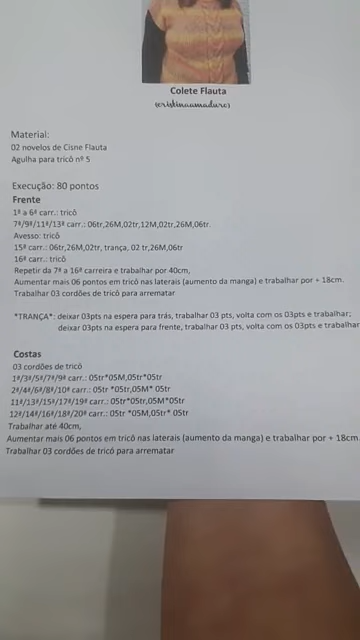 Colete Flauta
Material:
02 novelos de Cisne Flauta
Agulha para tricô nº 5
Execução: 80 pontos
Frente
1ª a 6ª carr.: tricô
7ª/9ª/11ª/13ª carr.: 06tr,26M,02tr,12M,02tr,26M,06tr.
Avesso: tricô
15ª carr.: 06tr,26M,02tr, trança, 02 tr,26M,06tr
16ª carr.: tricô
Repetir da 7ª a 16ª carreira e trabalhar por 40cm,
Aumentar mais 06 pontos em tricô nas laterais (aumento da manga) e trabalhar por + 18cm.
Trabalhar 03 cordões de tricô para arrematar
*TRANÇA*: deixar 03pts na espera para trás, trabalhar 03 pts, volta com os 03pts e trabalhar;
deixar 03pts na espera para frente, trabalhar 03 pts, volta com os 03pts e trabalhar
Costas
03 cordões de tricô
1ª/3ª/5ª/7ª/9ª carr.: 05tr*05M,05tr*05tr
2ª/4ª/6ª/8ª/10ª carr.: 05tr *05tr,05M* 05tr
11ª/13ª/15ª/17ª/19ª carr.: 05tr*05tr,05M*05tr
12ª/14ª/16ª/18ª/20ª carr.: 05tr *05M,05tr* 05tr
Trabalhar até 40cm,
Aumentar mais 06 pontos em tricô nas laterais (aumento da manga) e trabalhar por + 18cm.
Trabalhar 03 cordões de tricô para arrematar